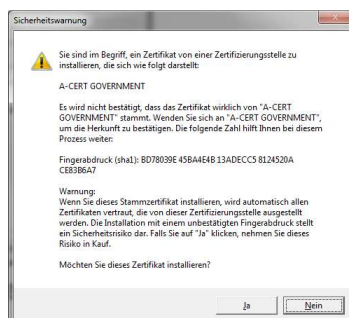 Sicherheitswarnung
Sie sind im Begriff, ein Zertifikat von einer Zertifizierungsstelle zu
installieren, die sich wie folgt darstellt:
A-CERT GOVERNMENT
Es wird nicht bestätigt, dass das Zertifikat wirklich von "A-CERT
GOVERNMENT" stammt. Wenden Sie sich an "A-CERT GOVERNMENT",
um die Herkunft zu bestätigen. Die folgende Zahl hilft Ihnen bei diesem
Prozess weiter:
Fingerabdruck (sha1): BD78039E 45BA4E4B 13ADECC5 8124520A
CE83B6A7
Warnung:
Wenn Sie dieses Stammzertifikat installieren, wird automatisch allen
Zertifikaten vertraut, die von dieser Zertifizierungsstelle ausgestellt
werden. Die Installation mit einem unbestätigten Fingerabdruck stellt
ein Sicherheitsrisiko dar. Falls Sie auf "Ja" klicken, nehmen Sie dieses
Risiko in Kauf.
Möchten Sie dieses Zertifikat installieren?
Ja
Nein